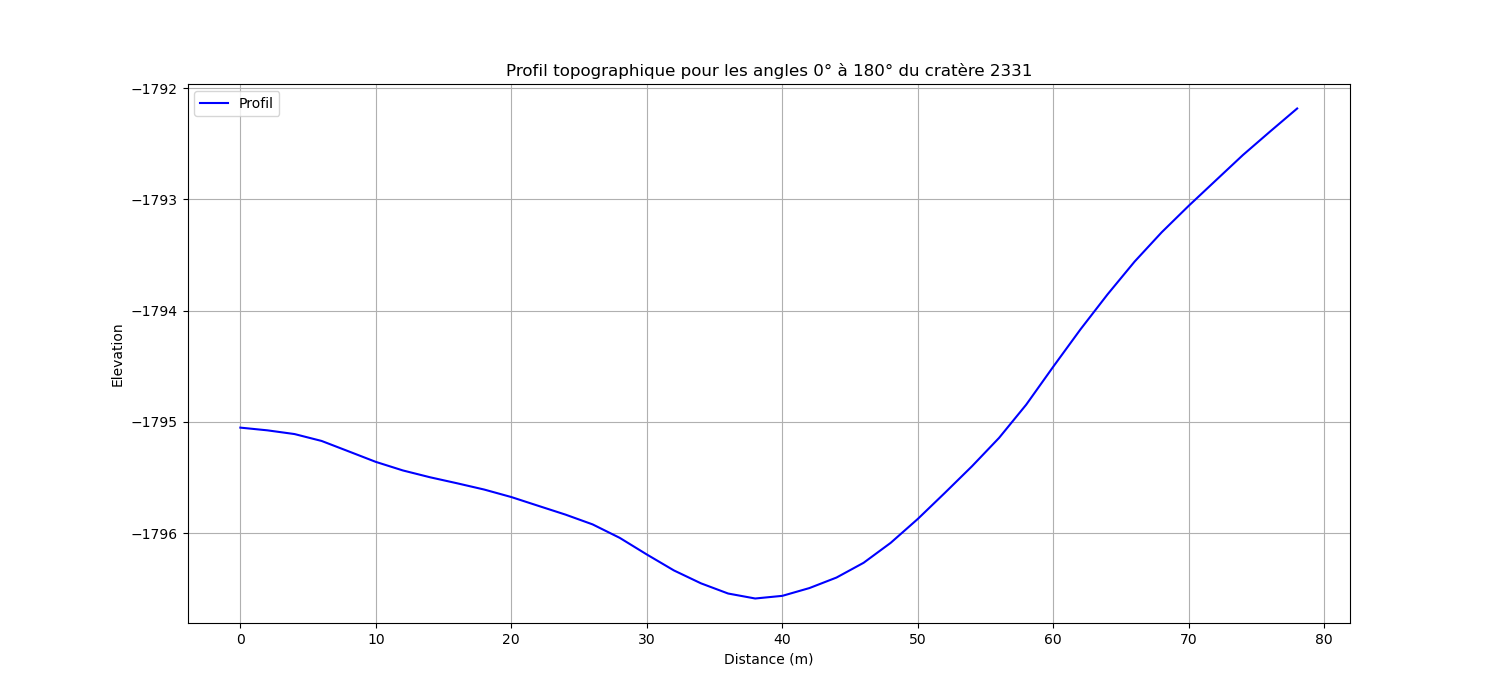 Profil topographique pour les angles 0° à 180° du cratère 2331
Profil
Elevation
−1792
−1793
−1794
−1795
−1796
0 10 20 30 40 50 60 70 80
Distance (m)